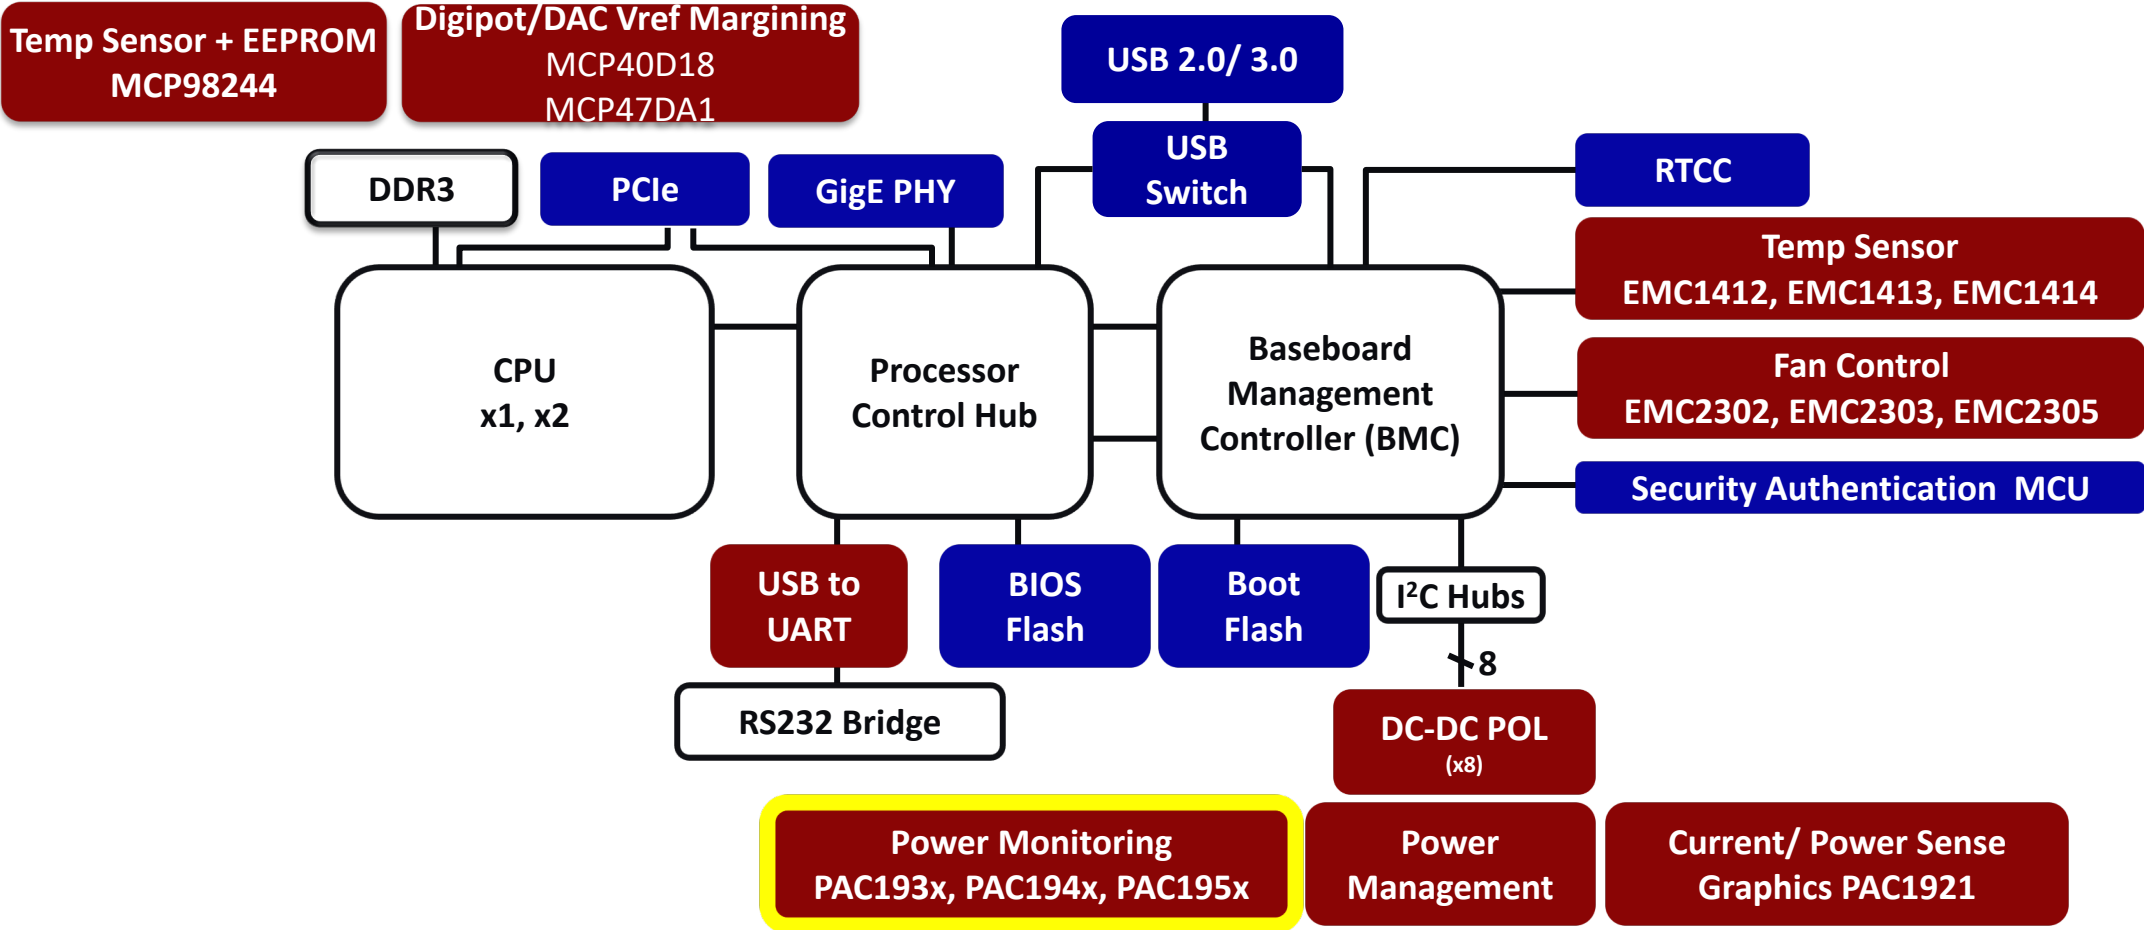 Temp Sensor + EEPROM
MCP98244
Digipot/DAC Vref Margining
MCP40D18
MCP47DA1
USB 2.0/ 3.0
USB
Switch
RTCC
DDR3
PCIe
GigE PHY
Temp Sensor
EMC1412, EMC1413, EMC1414
CPU
x1, x2
Processor
Control Hub
Baseboard
Management
Controller (BMC)
Fan Control
EMC2302, EMC2303, EMC2305
Security Authentication  MCU
USB to
UART
BIOS
Flash
Boot
Flash
I²C Hubs
8
RS232 Bridge
DC-DC POL
(x8)
Power Monitoring
PAC193x, PAC194x, PAC195x
Power
Management
Current/ Power Sense
Graphics PAC1921